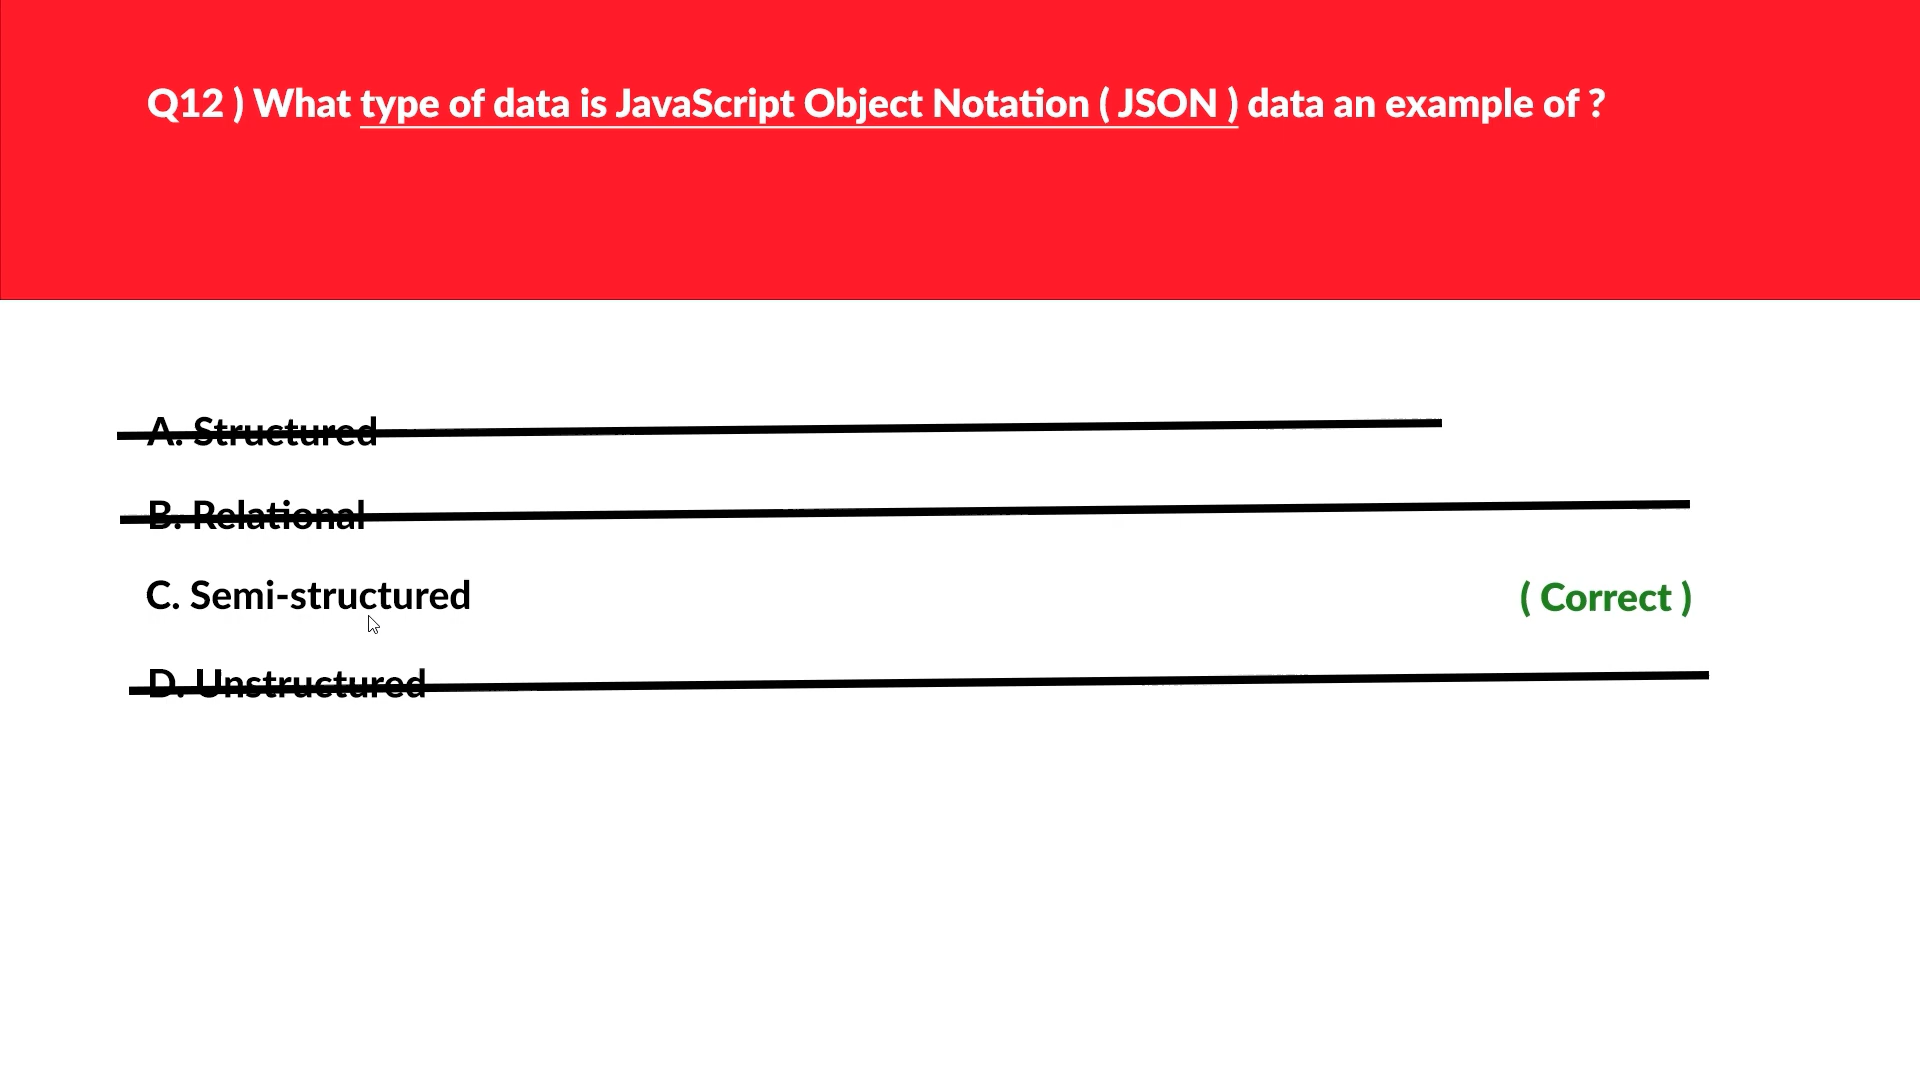 Q12 ) What type of data is JavaScript Object Notation ( JSON ) data an example of ?
A. Structured
B. Relational
C. Semi-structured ( Correct )
D. Unstructured